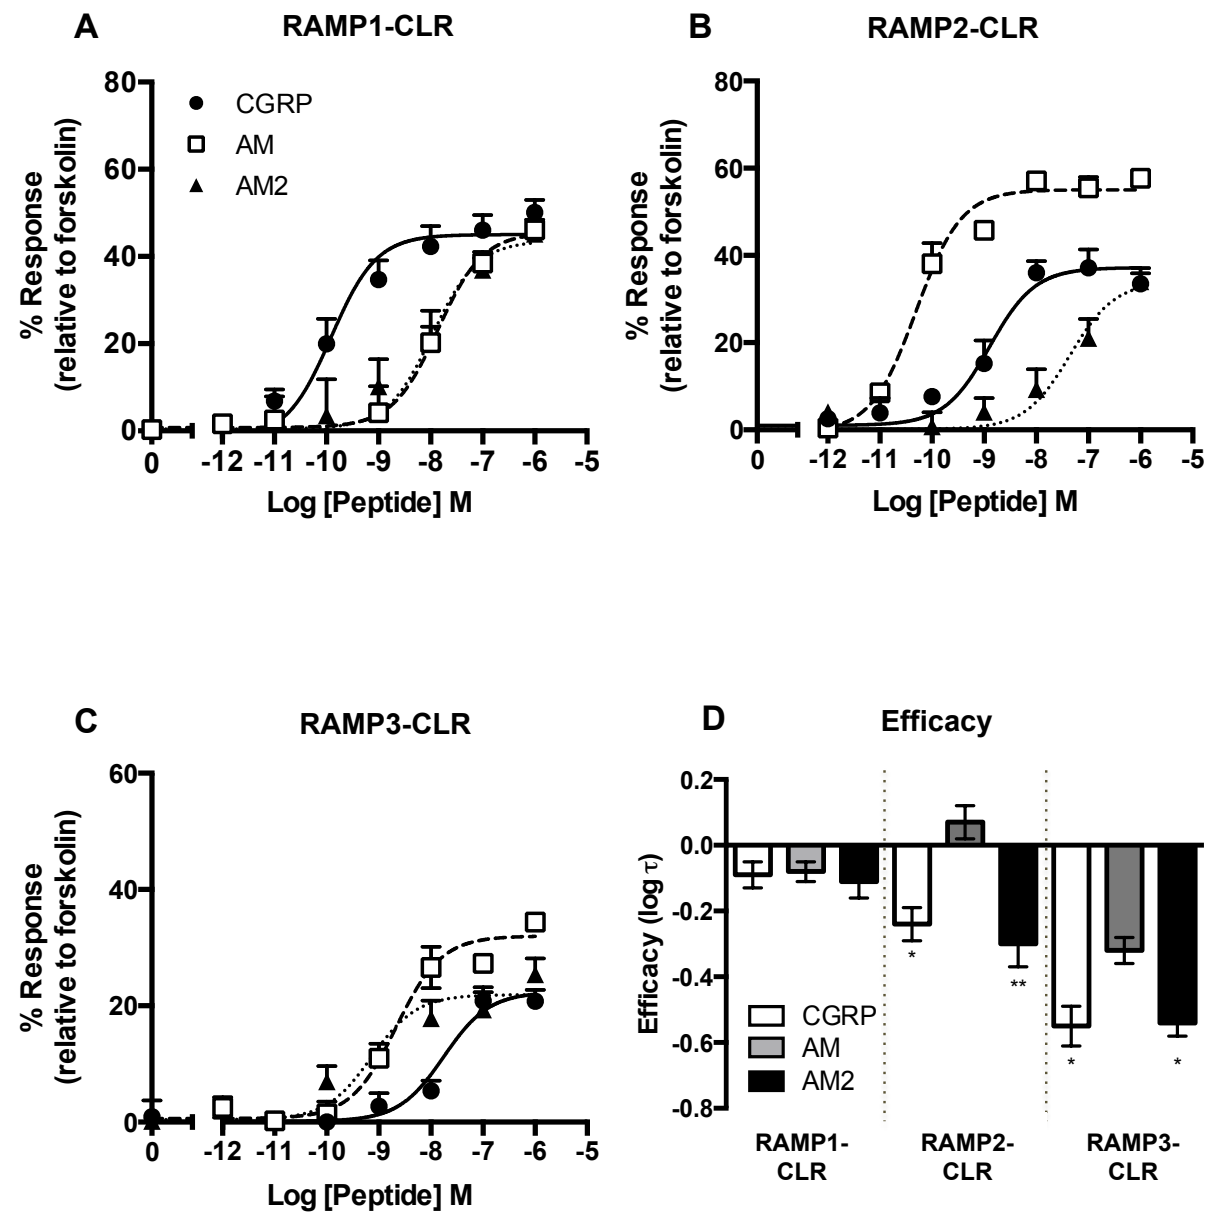 A
RAMP1-CLR
80
60
40
20
0
% Response
(relative to forskolin)
CGRP
AM
AM2
0 -12 -11 -10 -9 -8 -7 -6 -5
Log [Peptide] M
B
RAMP2-CLR
80
60
40
20
0
% Response
(relative to forskolin)
0 -12 -11 -10 -9 -8 -7 -6 -5
Log [Peptide] M
C
RAMP3-CLR
60
40
20
0
% Response
(relative to forskolin)
0 -12 -11 -10 -9 -8 -7 -6 -5
Log [Peptide] M
D
Efficacy
0.2
0.0
-0.2
-0.4
-0.6
-0.8
Efficacy (log τ)
*
**
*
*
CGRP
AM
AM2
RAMP1-
CLR
RAMP2-
CLR
RAMP3-
CLR